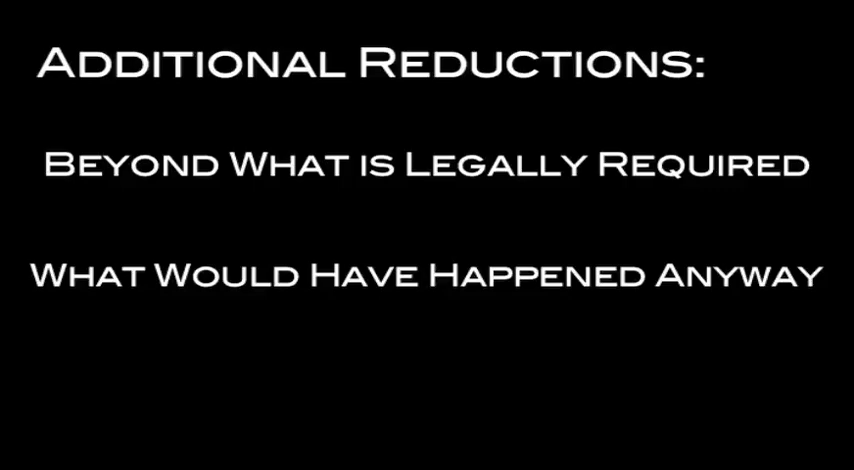 Additional Reductions:
Beyond What is Legally Required
What Would Have Happened Anyway